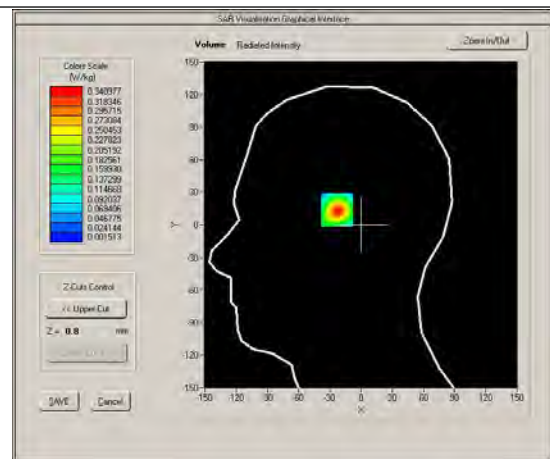 SAR Visualisation Graphical Interface
Volume Radiated Intensity
Zoom In/Out
Colors Scale
(W/kg)
0.340977
0.318346
0.295715
0.273084
0.250453
0.227823
0.205192
0.182561
0.159930
0.137299
0.114668
0.092037
0.069406
0.046775
0.024144
0.001513
Z-Cuts Control
<< Upper Cut
Z = 0.8 mm
SAVE
Cancel
150
120
90
60
30
0
-30
-60
-90
-120
-150
Y
-150 -120 -90 -60 -30 0 30 60 90 120 150
X